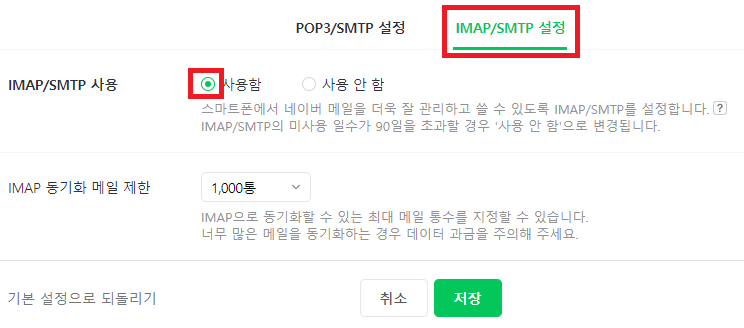 POP3/SMTP 설정 IMAP/SMTP 설정
IMAP/SMTP 사용 사용함 사용 안 함
스마트폰에서 네이버 메일을 더욱 잘 관리하고 쓸 수 있도록 IMAP/SMTP를 설정합니다. ?
IMAP/SMTP의 미사용 일수가 90일을 초과할 경우 '사용 안 함'으로 변경됩니다.
IMAP 동기화 메일 제한 1,000통
IMAP으로 동기화할 수 있는 최대 메일 통수를 지정할 수 있습니다.
너무 많은 메일을 동기화하는 경우 데이터 과금을 주의해 주세요.
기본 설정으로 되돌리기 취소 저장